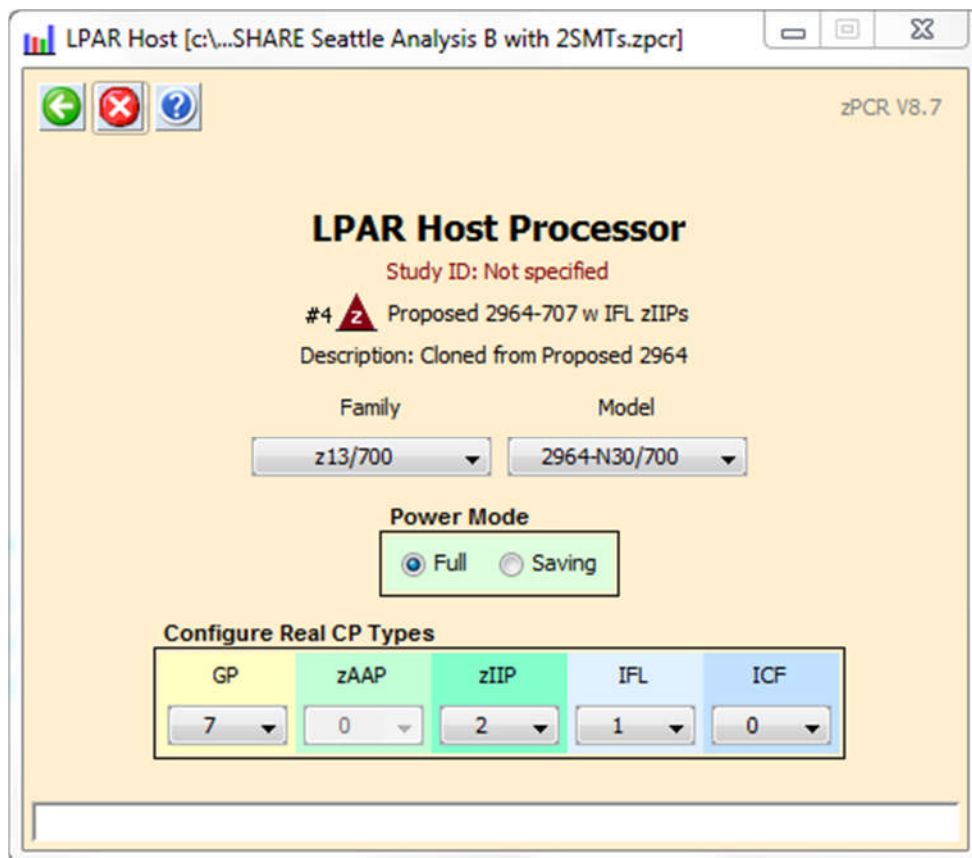 LPAR Host [c:\...SHARE Seattle Analysis B with 2SMTs.zpcr]
zPCR V8.7
LPAR Host Processor
Study ID: Not specified
#4 z Proposed 2964-707 w IFL zIIPs
Description: Cloned from Proposed 2964
Family Model
z13/700 2964-N30/700
Power Mode
Full Saving
Configure Real CP Types
GP zAAP zIIP IFL ICF
7 0 2 1 0